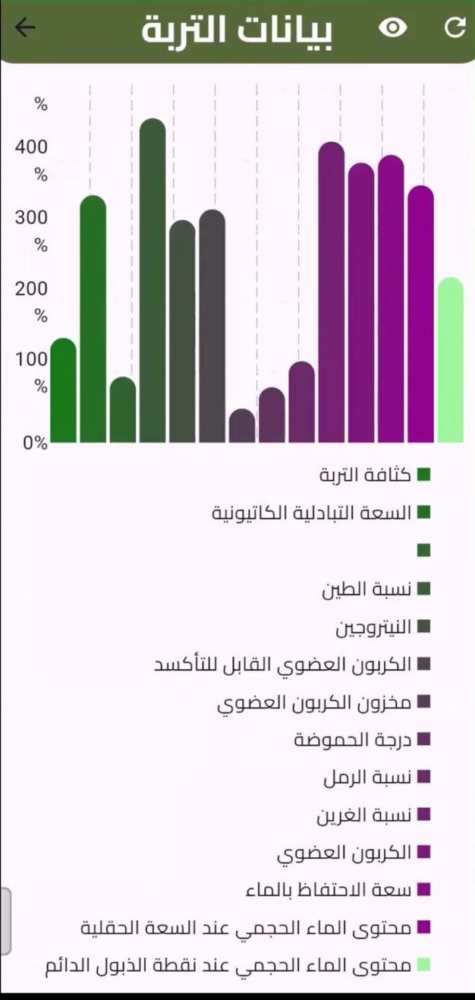 بيانات التربة
%
400
%
300
%
200
%
100
%
0%
كثافة التربة
السعة التبادلية الكاتيونية
نسبة الطين
النيتروجين
الكربون العضوي القابل للتأكسد
مخزون الكربون العضوي
درجة الحموضة
نسبة الرمل
نسبة الغرين
الكربون العضوي
سعة الاحتفاظ بالماء
محتوى الماء الحجمي عند السعة الحقلية
محتوى الماء الحجمي عند نقطة الذبول الدائم